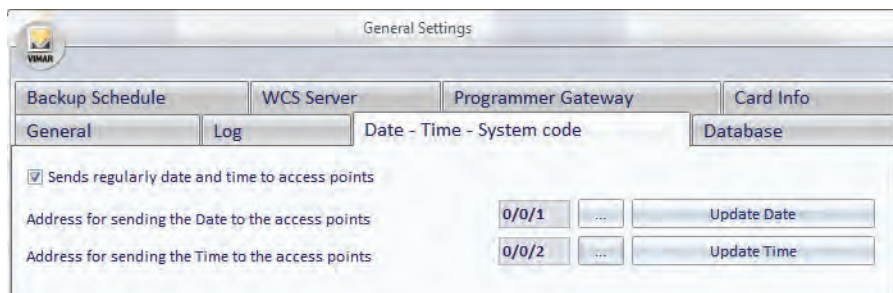 General Settings
VIMAR
Backup Schedule WCS Server Programmer Gateway Card Info
General Log Date - Time - System code Database
Sends regularly date and time to access points
Address for sending the Date to the access points 0/0/1 ... Update Date
Address for sending the Time to the access points 0/0/2 ... Update Time